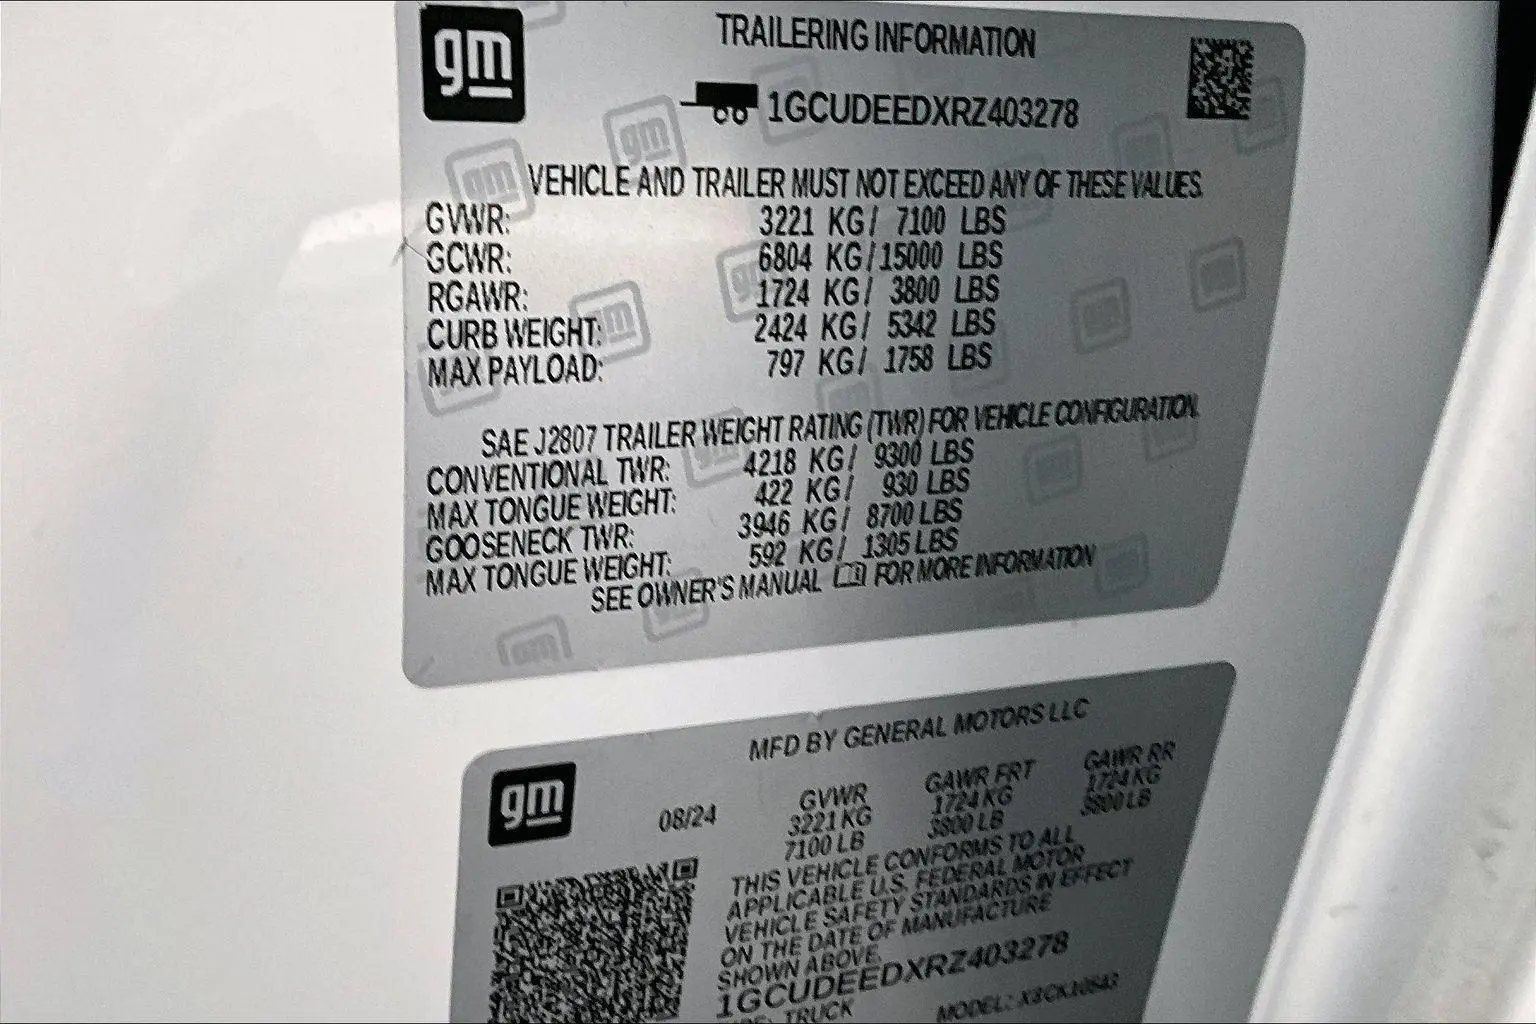 gm
TRAILERING INFORMATION
1GCUDEEDXRZ403278
VEHICLE AND TRAILER MUST NOT EXCEED ANY OF THESE VALUES.
GVWR: 3221 KG/ 7100 LBS
GCWR: 6804 KG/15000 LBS
RGAWR: 1724 KG/ 3800 LBS
CURB WEIGHT: 2424 KG/ 5342 LBS
MAX PAYLOAD: 797 KG/ 1758 LBS
SAE J2807 TRAILER WEIGHT RATING (TWR) FOR VEHICLE CONFIGURATION.
CONVENTIONAL TWR: 4218 KG/ 9300 LBS
MAX TONGUE WEIGHT: 422 KG/ 930 LBS
GOOSENECK TWR: 3946 KG/ 8700 LBS
MAX TONGUE WEIGHT: 592 KG/ 1305 LBS
SEE OWNER'S MANUAL FOR MORE INFORMATION
gm
MFD BY GENERAL MOTORS LLC
08/24 GVWR GAWR FRT GAWR RR
3221 KG 1724 KG 1724 KG
7100 LB 3800 LB 3800 LB
THIS VEHICLE CONFORMS TO ALL
APPLICABLE U.S. FEDERAL MOTOR
VEHICLE SAFETY STANDARDS IN EFFECT
ON THE DATE OF MANUFACTURE
SHOWN ABOVE.
1GCUDEEDXRZ403278
TRUCK MODEL: